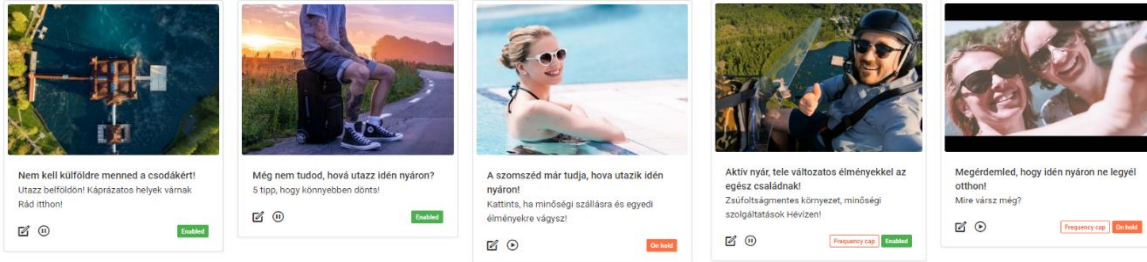 Nem kell külföldre menned a csodákért!
Utazz belföldön! Káprázatos helyek várnak
Rád itthon!
Enabled
Még nem tudod, hová utazz idén nyáron?
5 tipp, hogy könnyebben dönts!
Enabled
A szomszéd már tudja, hova utazik idén
nyáron!
Kattints, ha minőségi szállásra és egyedi
élményekre vágysz!
On hold
Aktív nyár, tele változatos élményekkel az
egész családnak!
Zsúfoltságmentes környezet, minőségi
szolgáltatások Hévízen!
Frequency cap Enabled
Megérdemled, hogy idén nyáron ne legyél
otthon!
Mire vársz még?
Frequency cap On hold